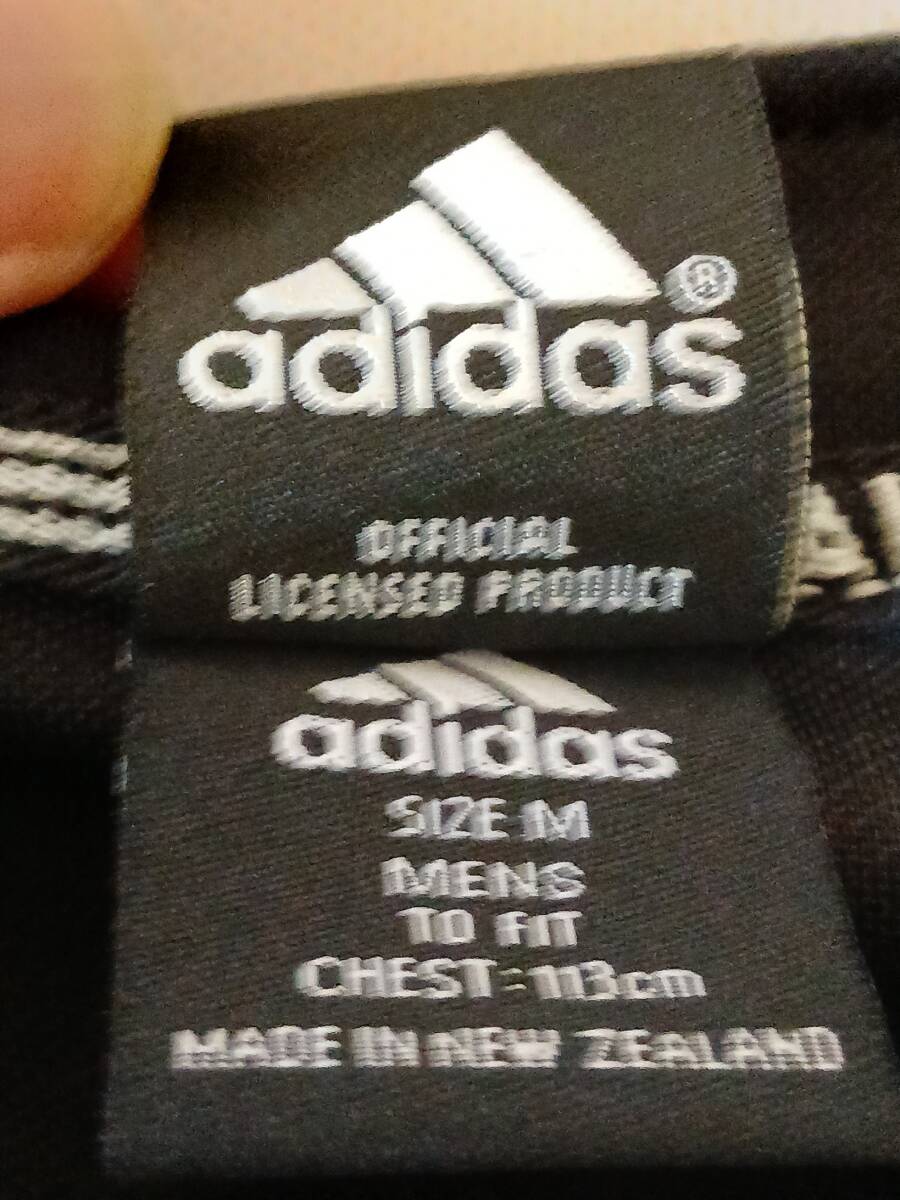 adidas®
OFFICIAL
LICENSED PRODUCT
adidas
SIZE M
MENS
TO FIT
CHEST=113cm
MADE IN NEW ZEALAND